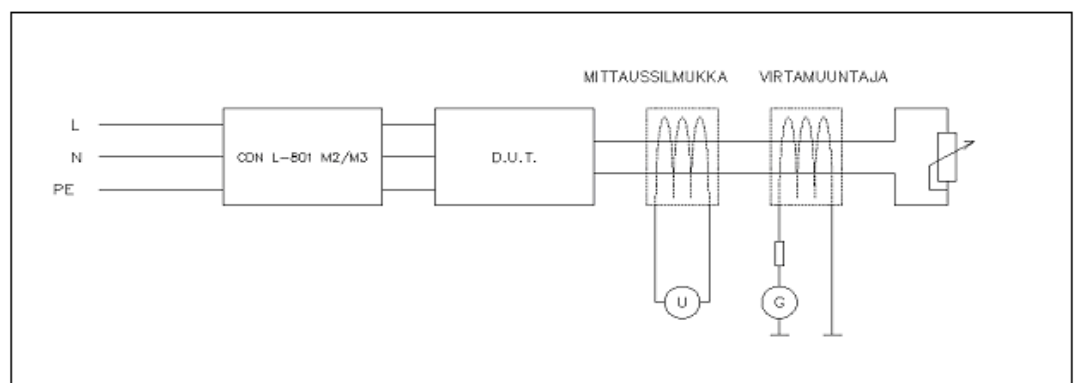 MITTAUSSILMUKKA VIRTAMUUNTAJA
L
N
PE
CDN L-801 M2/M3
D.U.T.
U
G